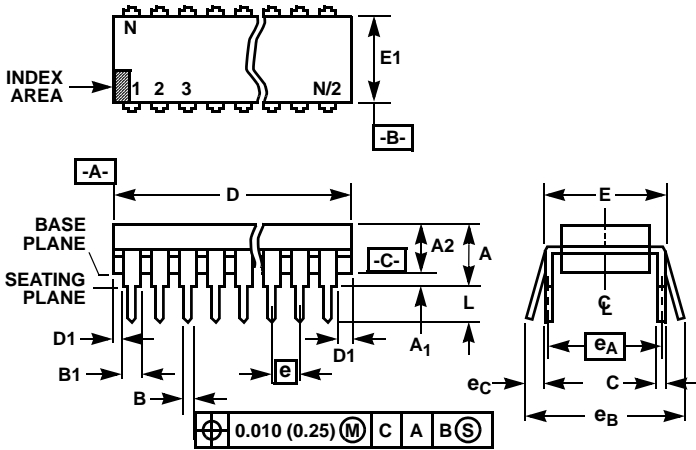 N
E1
INDEX
AREA
1 2 3 N/2
-B-
-A-
D
E
BASE
PLANE
A2 A
-C-
SEATING
PLANE
L
D1
A1
D1
B1
e
eA
eC
C
B
eB
0.010 (0.25) Ⓜ C A B Ⓢ
℄